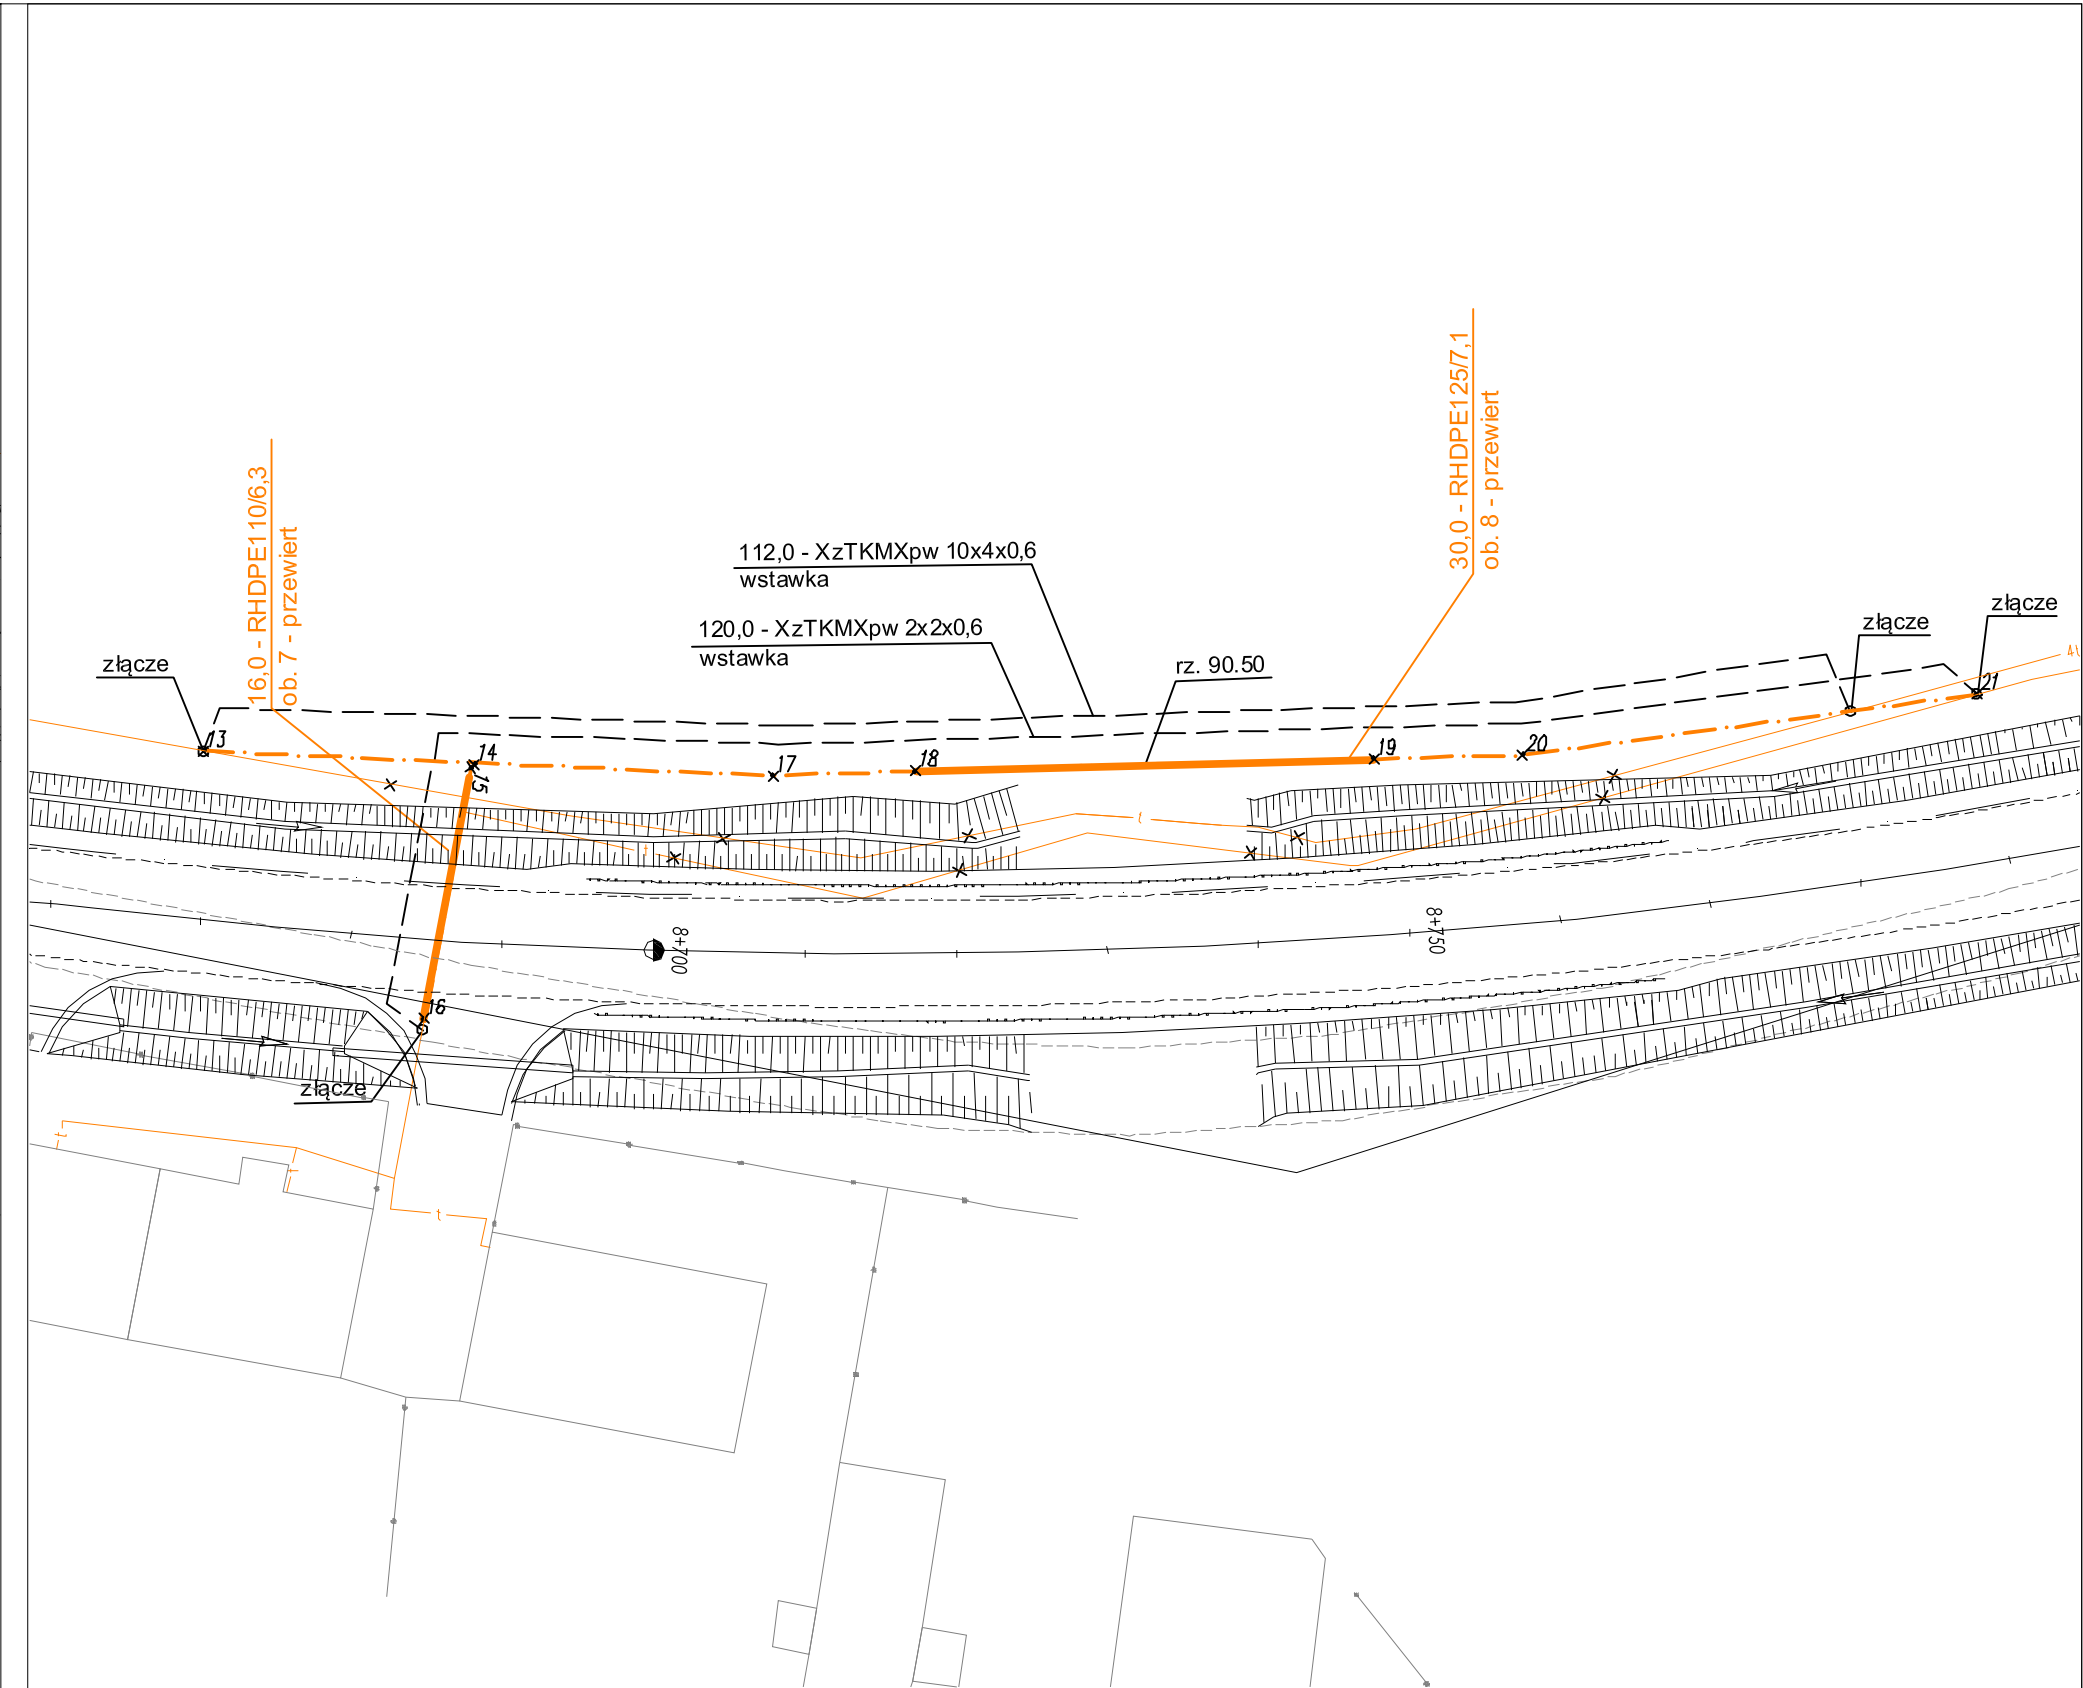 16,0 - RHDPE110/6,3
ob. 7 - przewiert
30,0 - RHDPE125/7,1
ob. 8 - przewiert
112,0 - XzTKMXpw 10x4x0,6
wstawka
120,0 - XzTKMXpw 2x2x0,6
wstawka
rz. 90.50
złącze
złącze
złącze
13
14
15
17
18
19
20
21
t
t
8+700
8+750
16
złącze
t
t
t